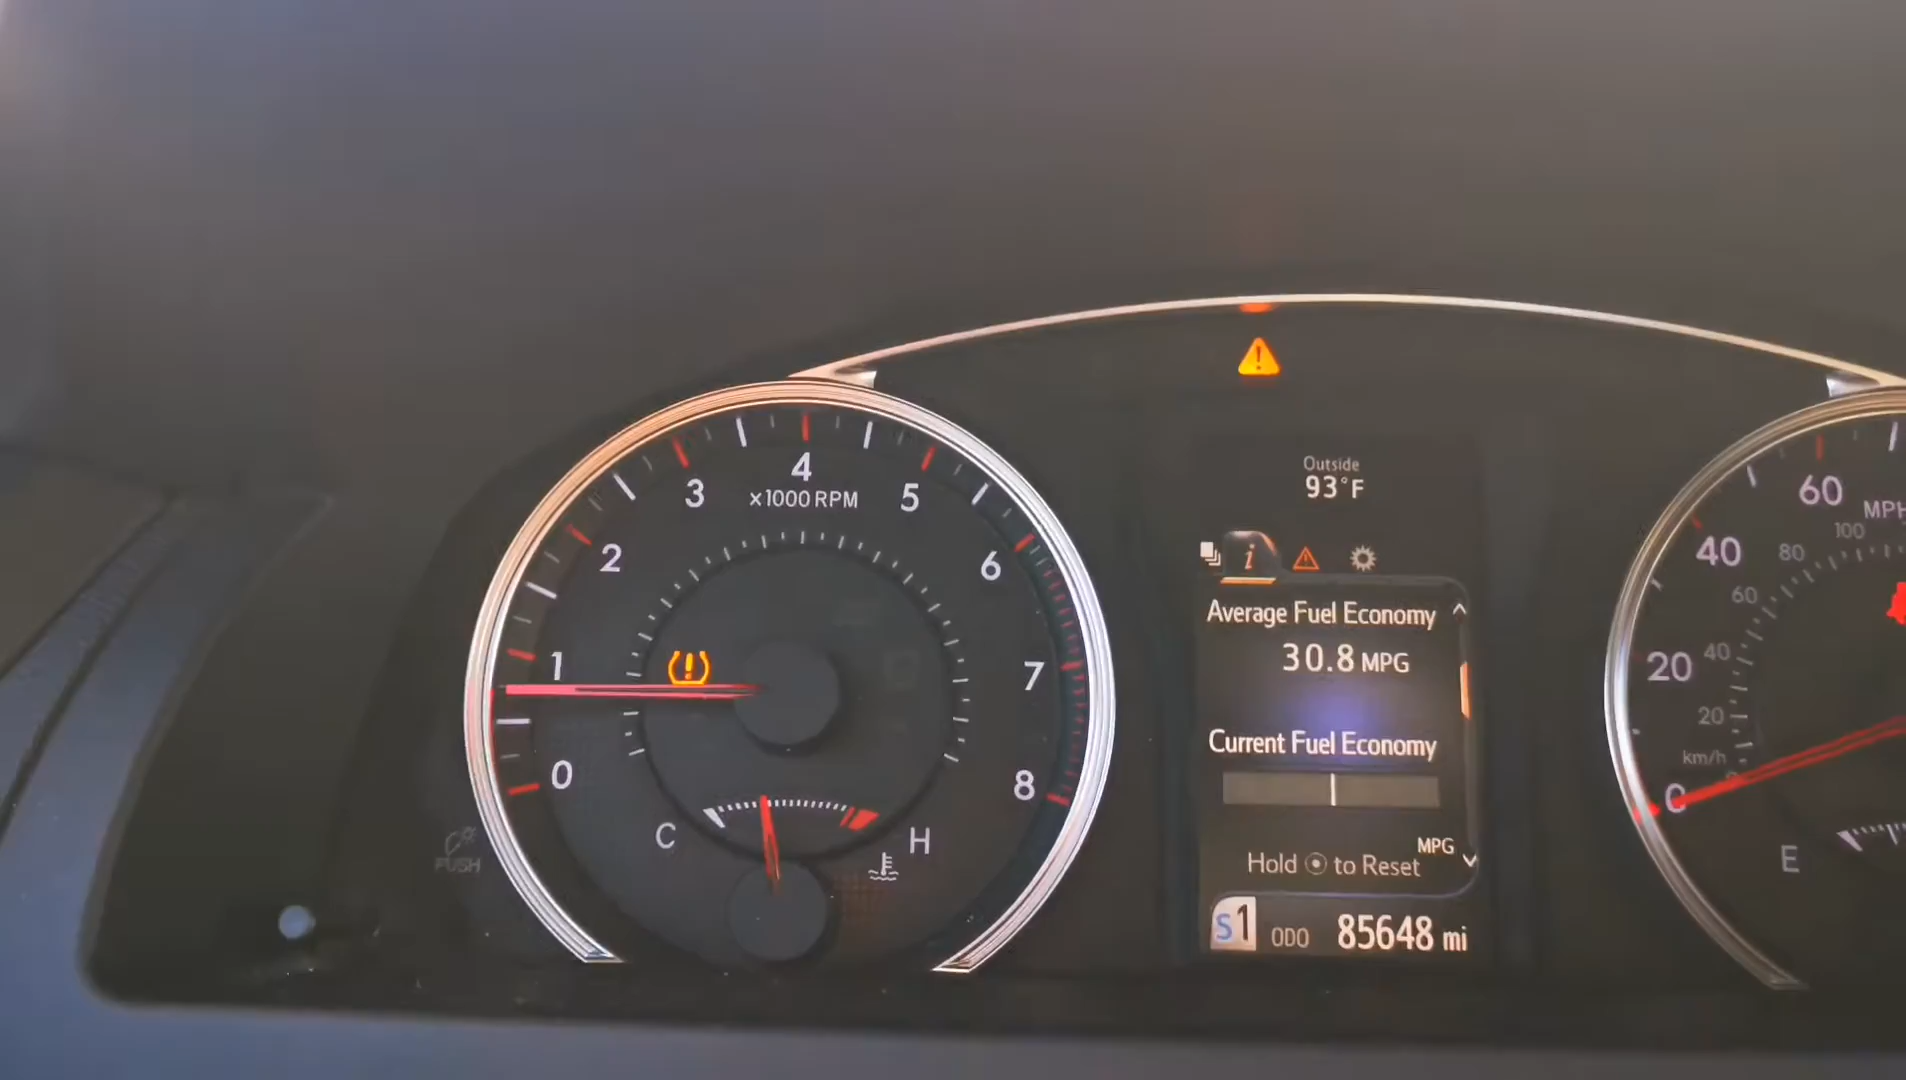 4
3
5
x1000 RPM
2
6
1
7
0
8
C
H
PUSH
Outside
93°F
i
Average Fuel Economy
30.8 MPG
Current Fuel Economy
MPG
Hold to Reset
S1 ODO 85648 mi
60
MPH
100
40
80
60
20
40
20
km/h
0
0
E